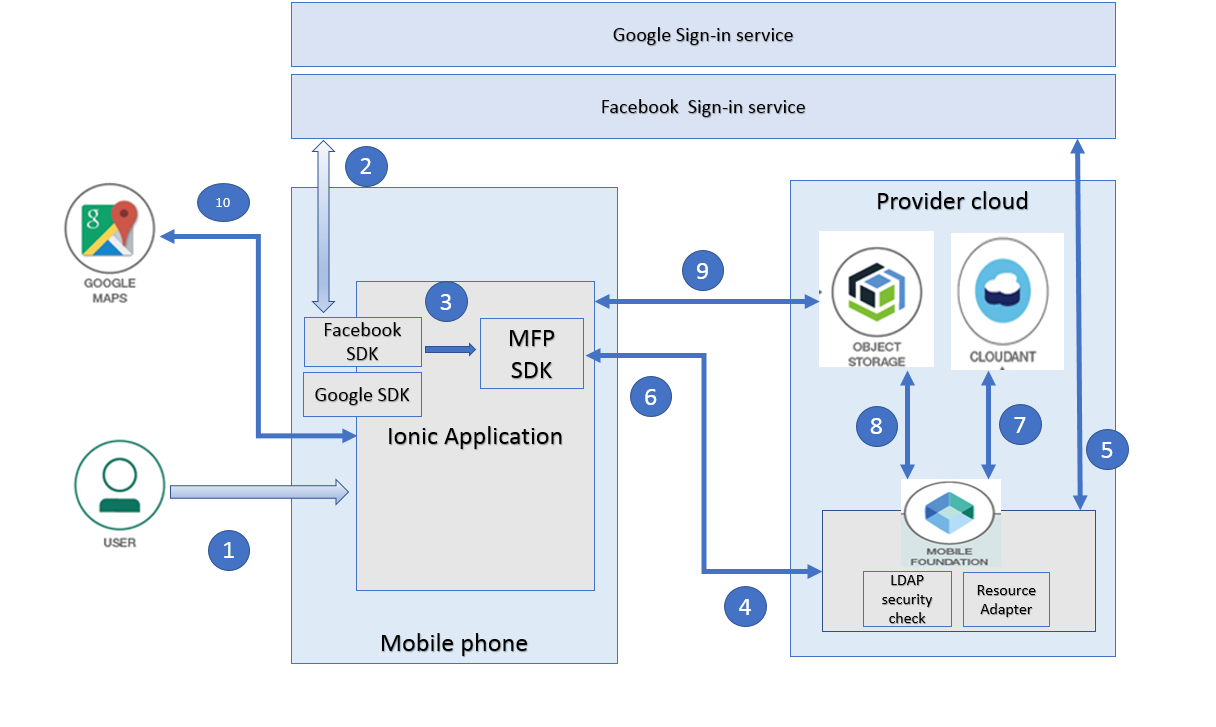 Google Sign-in service
Facebook  Sign-in service
2
10
g
GOOGLE
MAPS
Provider cloud
9
3
Facebook
SDK
MFP
SDK
OBJECT
STORAGE
CLOUDANT
Google SDK
6
8
7
Ionic Application
5
USER
1
MOBILE
FOUNDATION
LDAP
security
check
Resource
Adapter
4
Mobile phone